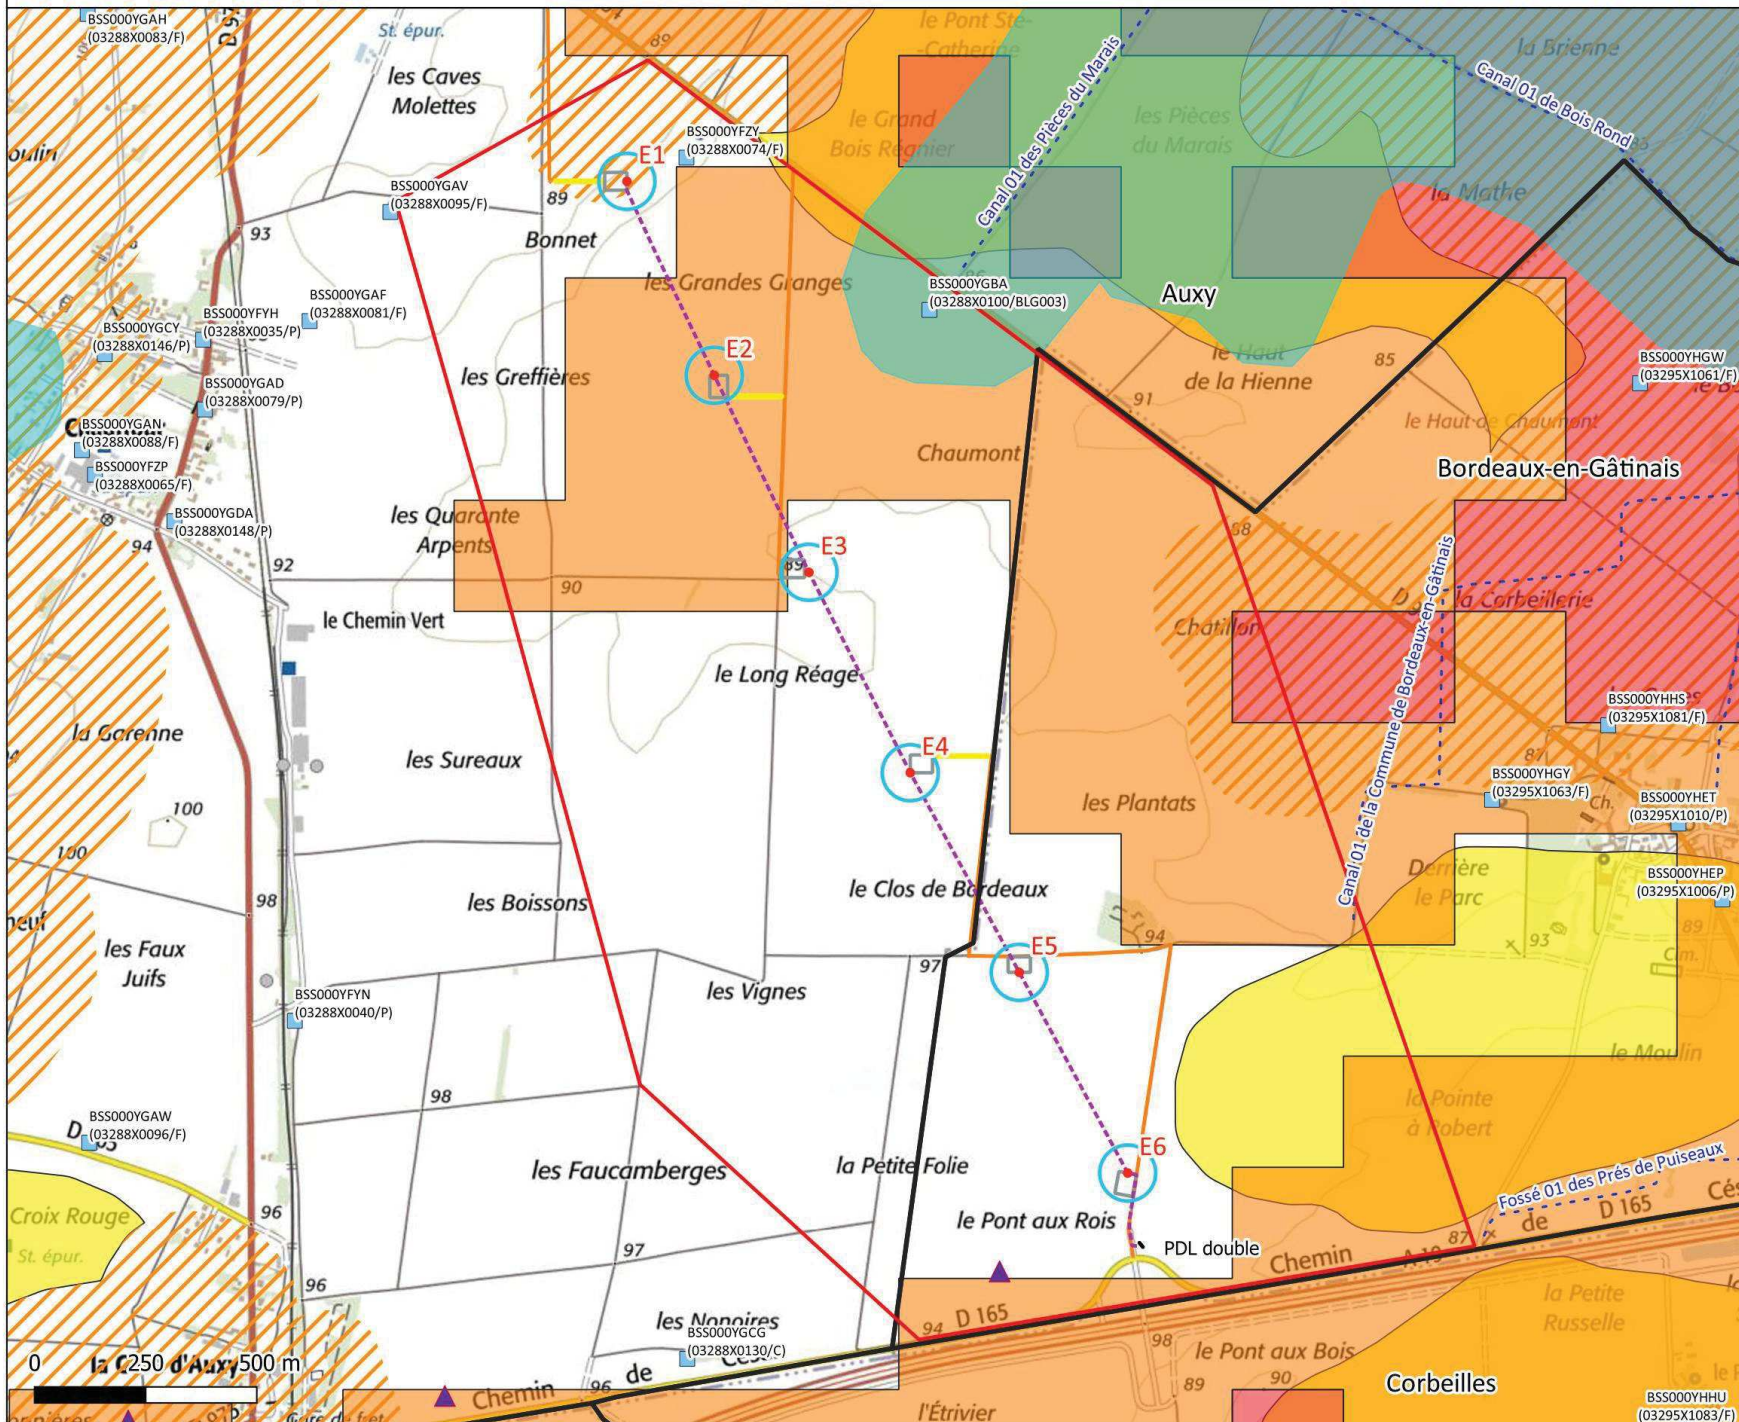 BSS000YGAH
(03288X0083/F)
St. épur.
les Caves
Molettes
89
le Pont Ste-
-Catherine
la Brienne
Canal 01 de Bois Rond
Canal 01 des Pièces du Marais
les Pièces
du Marais
le Grand
Bois Régnier
BSS000YFZY
(03288X0074/F)
E1
oulin
BSS000YGAV
(03288X0095/F)
89
93
Bonnet
la Mothe
les Grandes Granges
BSS000YGBA
(03288X0100/BLG003)
Auxy
BSS000YGAF
(03288X0081/F)
BSS000YFYH
(03288X0035/P)
BSS000YGCY
(03288X0146/P)
E2
les Greffières
le Haut
de la Hienne
85
91
BSS000YHGW
(03295X1061/F)
BSS000YGAD
(03288X0079/P)
BSS000YGAN
(03288X0088/F)
BSS000YFZP
(03288X0065/F)
le Haut de Chaumont
Chaumont
Bordeaux-en-Gâtinais
BSS000YGDA
(03288X0148/P)
94
les Quarante
Arpents
88
E3
89
92
90
le Chemin Vert
la Corbeillerie
Chatillon
Canal 01 de la Commune de Bordeaux-en-Gâtinais
le Long Réage
BSS000YHHS
(03295X1081/F)
la Garenne
E4
les Sureaux
87
BSS000YHGY
(03295X1063/F)
Ch.
BSS000YHET
(03295X1010/P)
les Plantats
100
100
Derrière
le Parc
BSS000YHEP
(03295X1006/P)
le Clos de Bordeaux
les Boissons
98
neuf
les Faux
Juifs
94
E5
93
89
Cim.
97
les Vignes
BSS000YFYN
(03288X0040/P)
le Moulin
98
la Pointe
à Robert
BSS000YGAW
(03288X0096/F)
E6
les Faucamberges
la Petite Folie
Fossé 01 des Prés de Puiseaux
Croix Rouge
96
St. épur.
le Pont aux Rois
PDL double
97
96
Chemin
A 19
87
de
D 165
Cés
les Nonoires
BSS000YGCG
(03288X0130/C)
94
D 165
98
la Petite
Russelle
le Pont aux Bois
0
250
500 m
Chemin
96
de
89
90
Corbeilles
BSS000YHHU
(03295X1083/F)
l'Étrivier